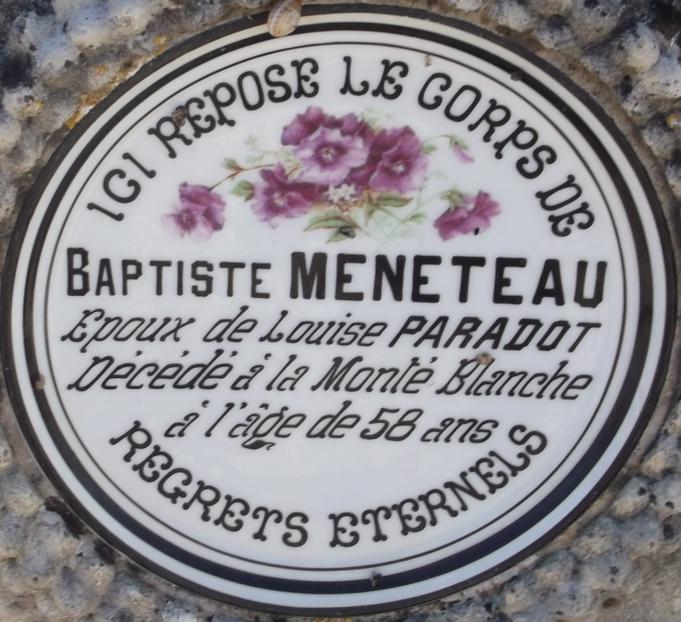 ICI REPOSE LE CORPS DE
BAPTISTE MENETEAU
Epoux de Louise PARADOT
Décédé à la Monté Blanche
à l'âge de 58 ans
REGRETS ETERNELS